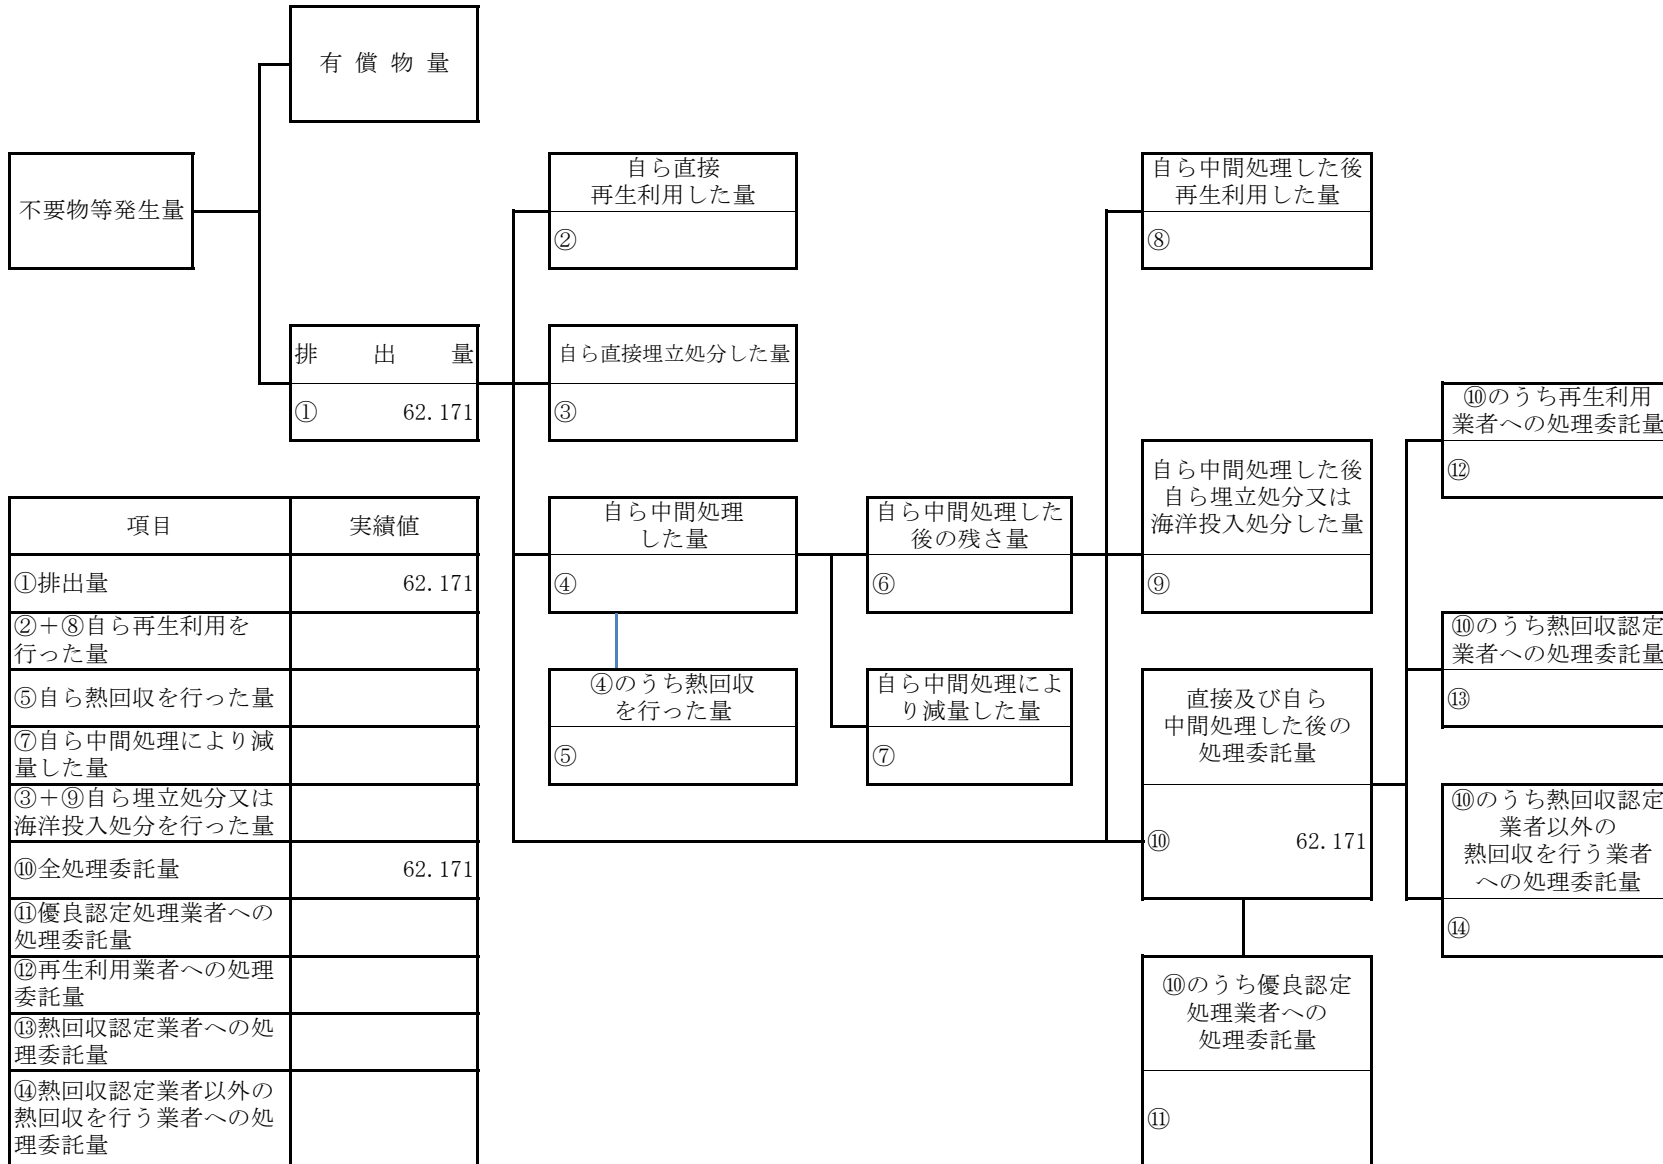 有 償 物 量
不要物等発生量
自ら直接
再生利用した量
②
自ら中間処理した後
再生利用した量
⑧
排 出 量
① 62.171
自ら直接埋立処分した量
③
⑩のうち再生利用
業者への処理委託量
⑫
自ら中間処理した後
自ら埋立処分又は
海洋投入処分した量
⑨
自ら中間処理
した量
④
自ら中間処理した
後の残さ量
⑥
④のうち熱回収
を行った量
⑤
自ら中間処理によ
り減量した量
⑦
直接及び自ら
中間処理した後の
処理委託量
⑩ 62.171
⑩のうち熱回収認定
業者への処理委託量
⑬
⑩のうち熱回収認定
業者以外の
熱回収を行う業者
への処理委託量
⑭
⑩のうち優良認定
処理業者への
処理委託量
⑪
項目 実績値
①排出量 62.171
②+⑧自ら再生利用を
行った量
⑤自ら熱回収を行った量
⑦自ら中間処理により減
量した量
③+⑨自ら埋立処分又は
海洋投入処分を行った量
⑩全処理委託量 62.171
⑪優良認定処理業者への
処理委託量
⑫再生利用業者への処理
委託量
⑬熱回収認定業者への処
理委託量
⑭熱回収認定業者以外の
熱回収を行う業者への処
理委託量